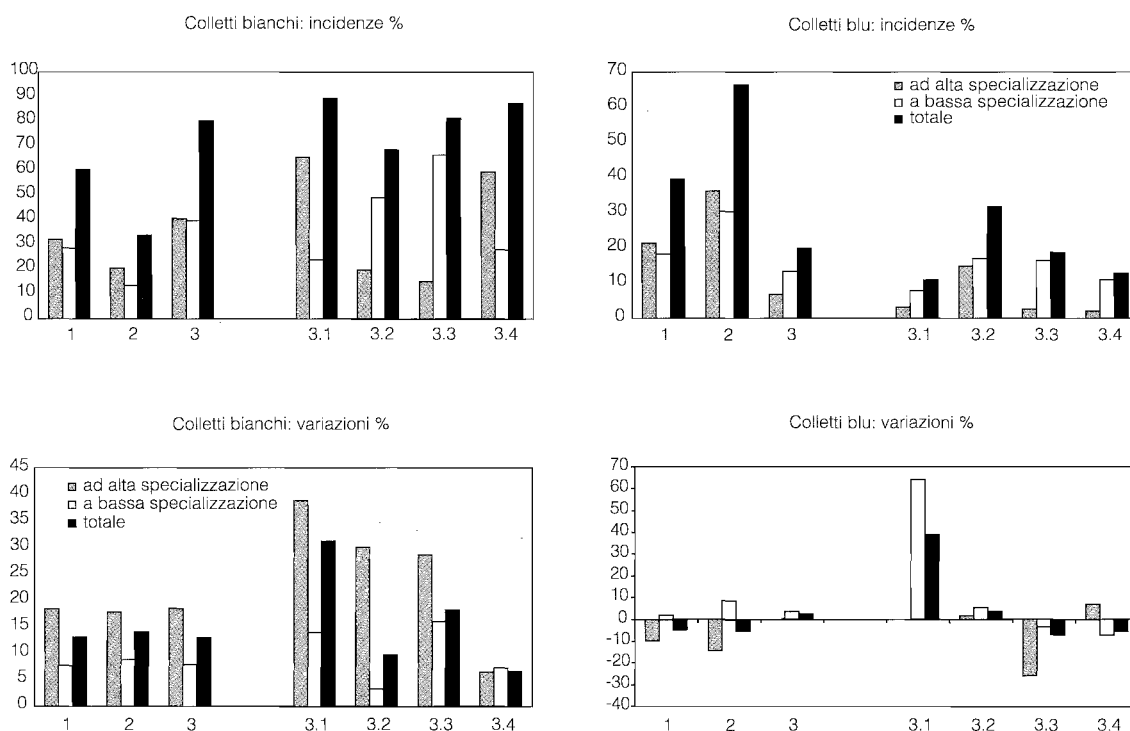 Colletti bianchi: incidenze %
100
90
80
70
60
50
40
30
20
10
0
1 2 3 3.1 3.2 3.3 3.4
Colletti blu: incidenze %
70
60
50
40
30
20
10
0
ad alta specializzazione
a bassa specializzazione
totale
1 2 3 3.1 3.2 3.3 3.4
Colletti bianchi: variazioni %
45
40
35
30
25
20
15
10
5
0
ad alta specializzazione
a bassa specializzazione
totale
1 2 3 3.1 3.2 3.3 3.4
Colletti blu: variazioni %
70
60
50
40
30
20
10
0
-10
-20
-30
-40
1 2 3 3.1 3.2 3.3 3.4